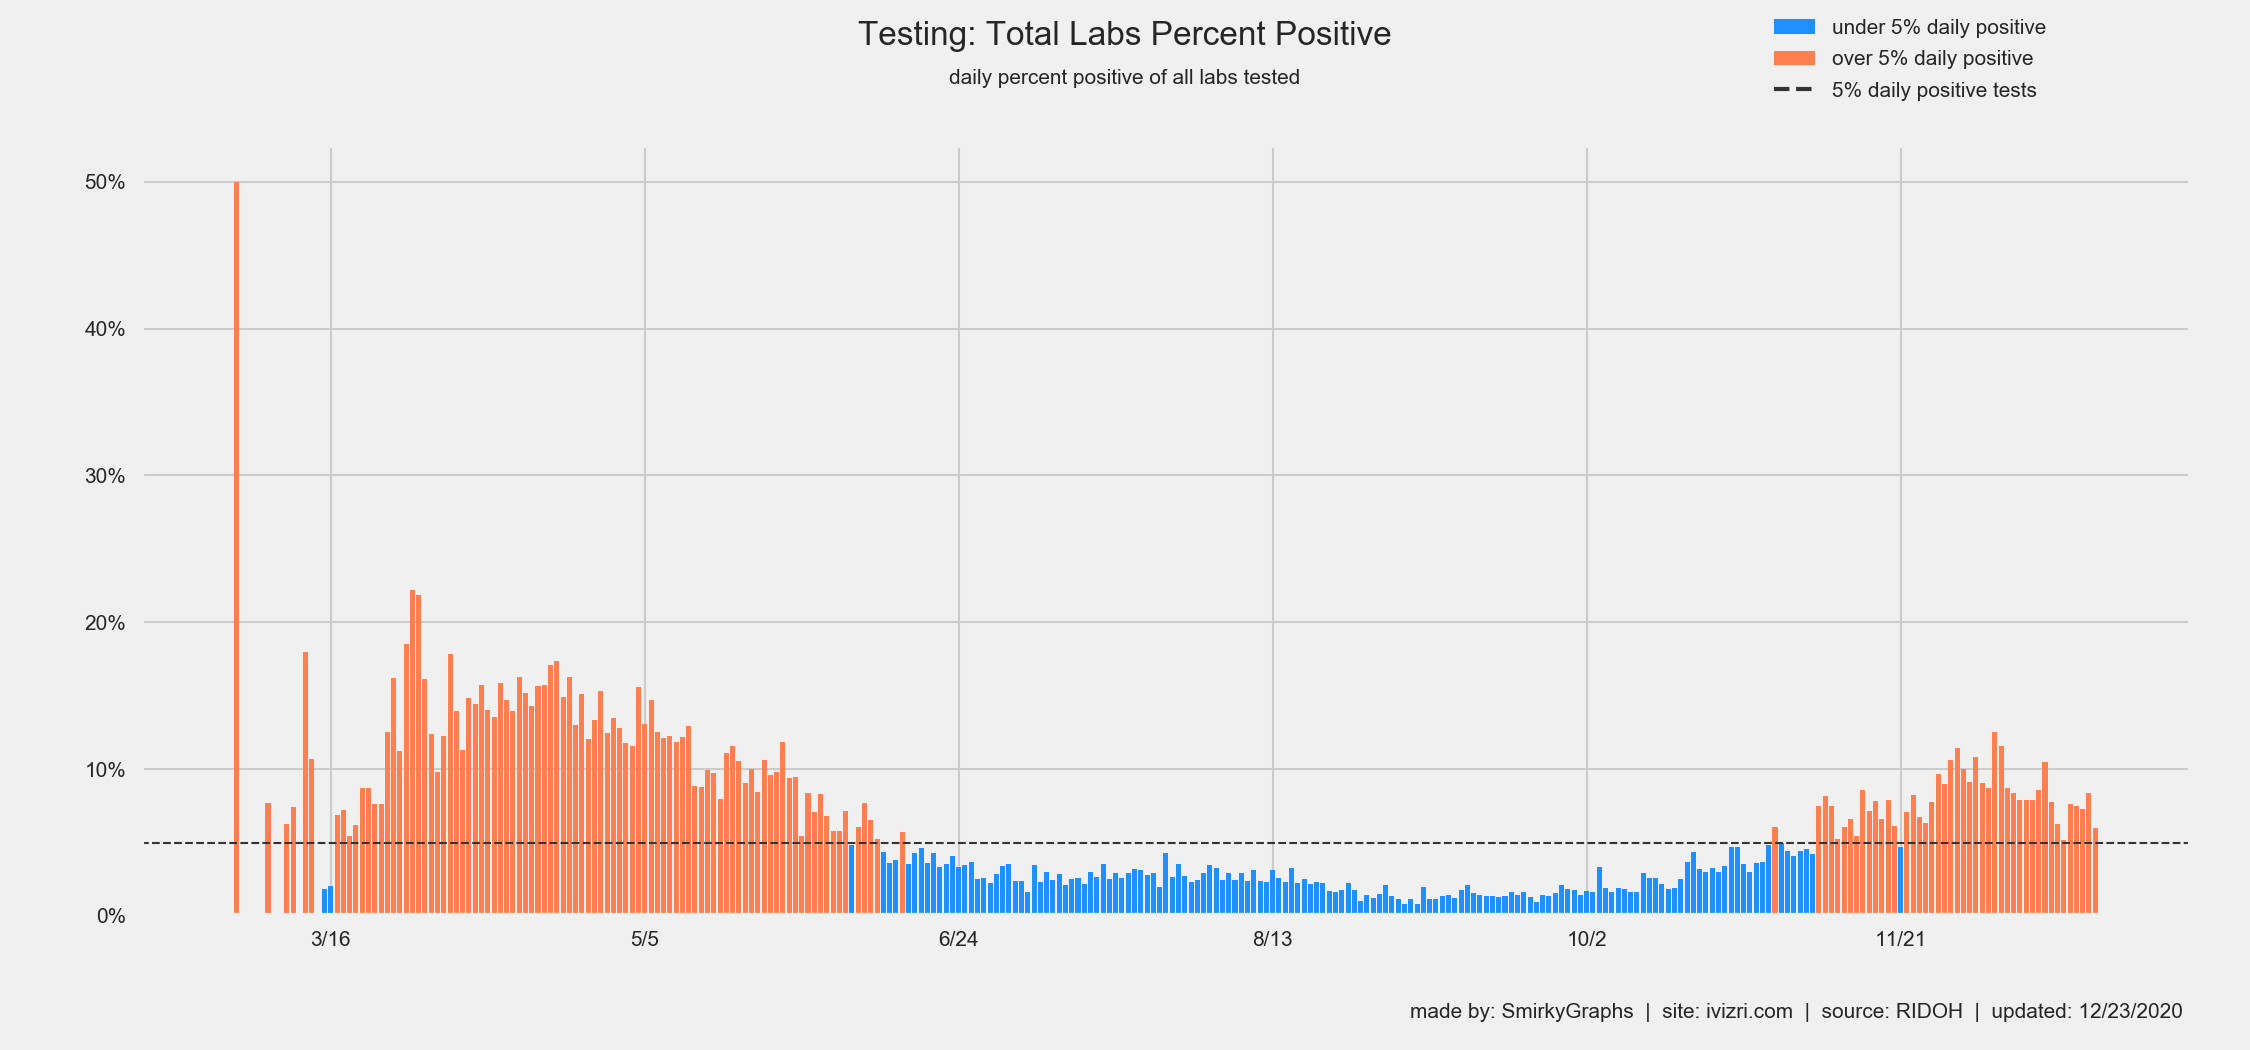 Testing: Total Labs Percent Positive
daily percent positive of all labs tested
under 5% daily positive
over 5% daily positive
5% daily positive tests
50%
40%
30%
20%
10%
0%
3/16 5/5 6/24 8/13 10/2 11/21
made by: SmirkyGraphs | site: ivizri.com | source: RIDOH | updated: 12/23/2020